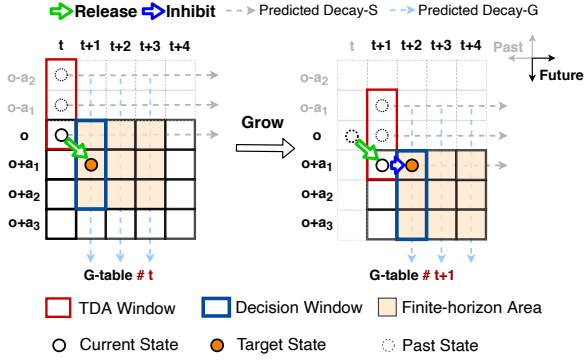 Release Inhibit Predicted Decay-S Predicted Decay-G
t t+1 t+2 t+3 t+4
o-a₂
o-a₁
o
o+a₁
o+a₂
o+a₃
G-table # t
Grow
t t+1 t+2 t+3 t+4
Past
Future
o-a₂
o-a₁
o
o+a₁
o+a₂
o+a₃
G-table # t+1
TDA Window Decision Window Finite-horizon Area
Current State Target State Past State